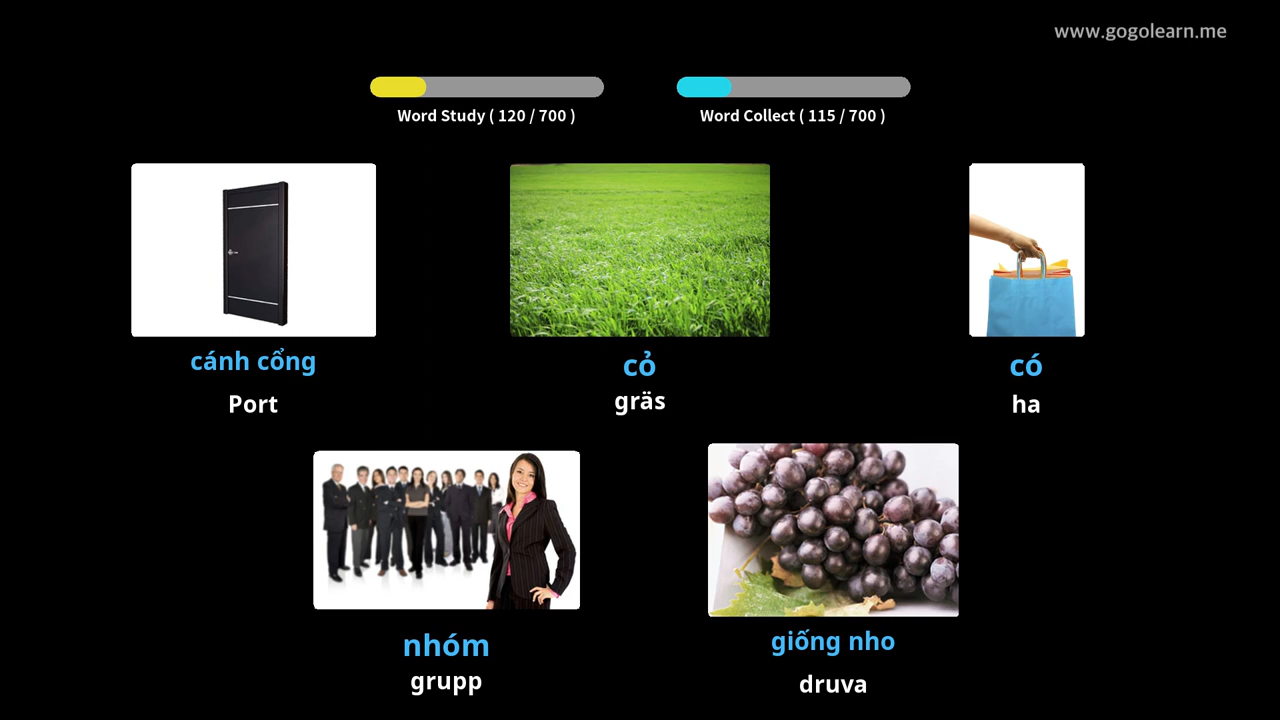 www.gogolearn.me
Word Study ( 120 / 700 )
Word Collect ( 115 / 700 )
cánh cổng
Port
cỏ
gräs
có
ha
nhóm
grupp
giống nho
druva